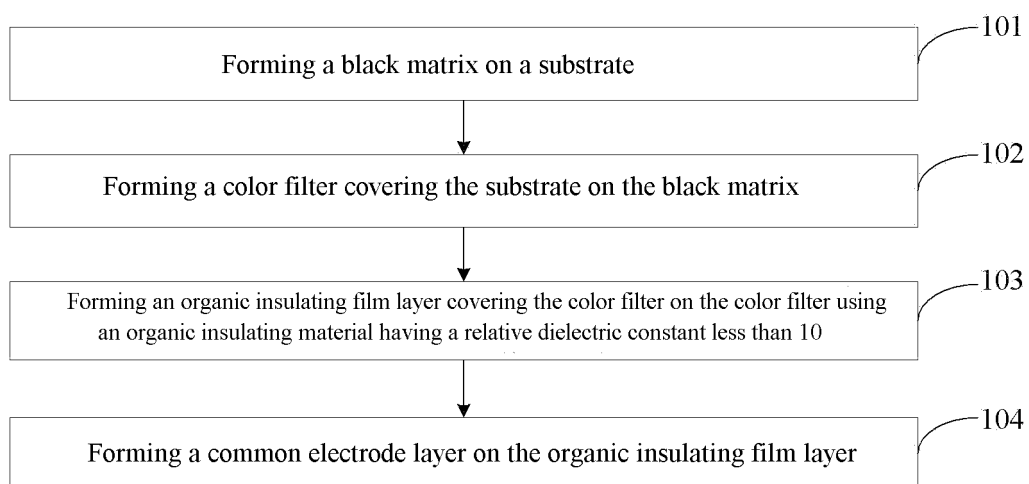 101
Forming a black matrix on a substrate
102
Forming a color filter covering the substrate on the black matrix
103
Forming an organic insulating film layer covering the color filter on the color filter using
an organic insulating material having a relative dielectric constant less than 10
104
Forming a common electrode layer on the organic insulating film layer